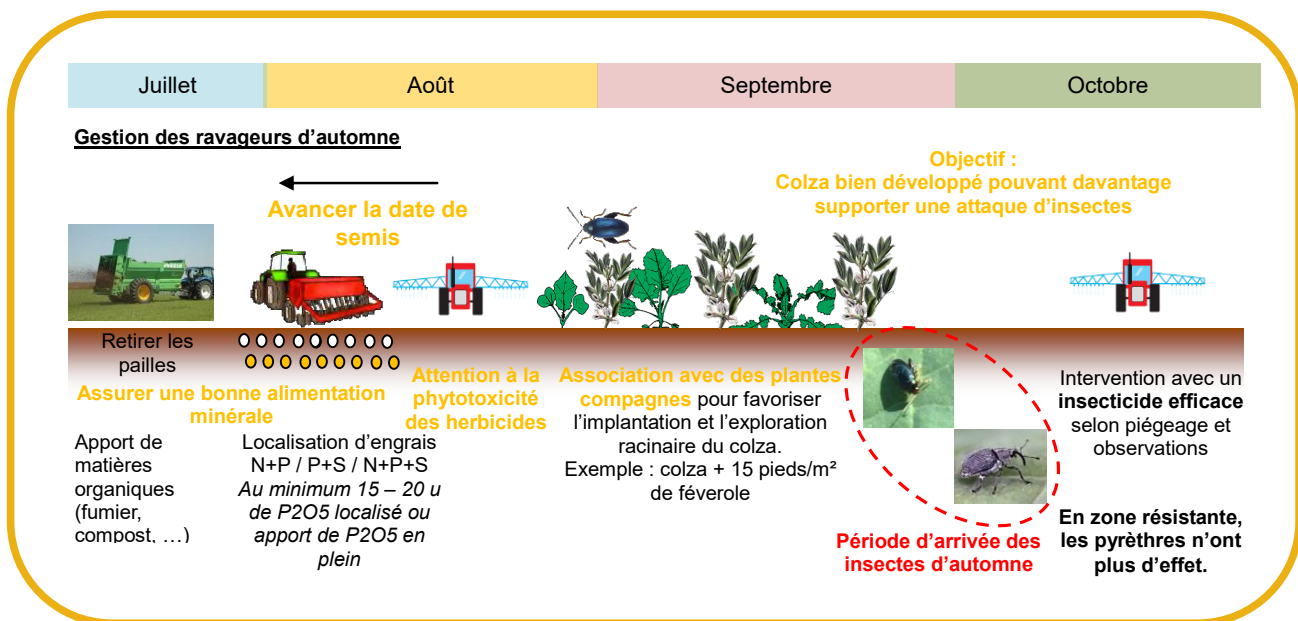 Juillet
Août
Septembre
Octobre
Gestion des ravageurs d'automne
Objectif :
Colza bien développé pouvant davantage
supporter une attaque d'insectes
Avancer la date de
semis
Retirer les
pailles
Assurer une bonne alimentation
minérale
Apport de
matières
organiques
(fumier,
compost, …)
Localisation d'engrais
N+P / P+S / N+P+S
Au minimum 15 – 20 u
de P2O5 localisé ou
apport de P2O5 en
plein
Attention à la
phytotoxicité
des herbicides
Association avec des plantes
compagnes pour favoriser
l'implantation et l'exploration
racinaire du colza.
Exemple : colza + 15 pieds/m²
de féverole
Période d'arrivée des
insectes d'automne
Intervention avec un
insecticide efficace
selon piégeage et
observations
En zone résistante,
les pyrèthres n'ont
plus d'effet.